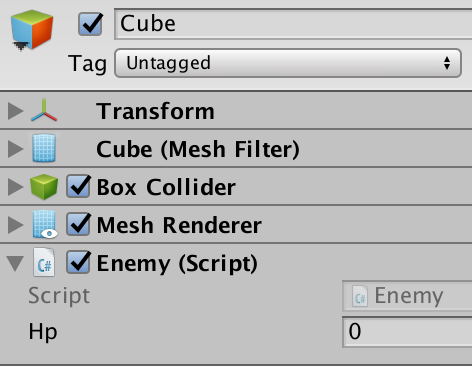 Cube
Tag Untagged
Transform
Cube (Mesh Filter)
Box Collider
Mesh Renderer
C# Enemy (Script)
Script C# Enemy
Hp 0